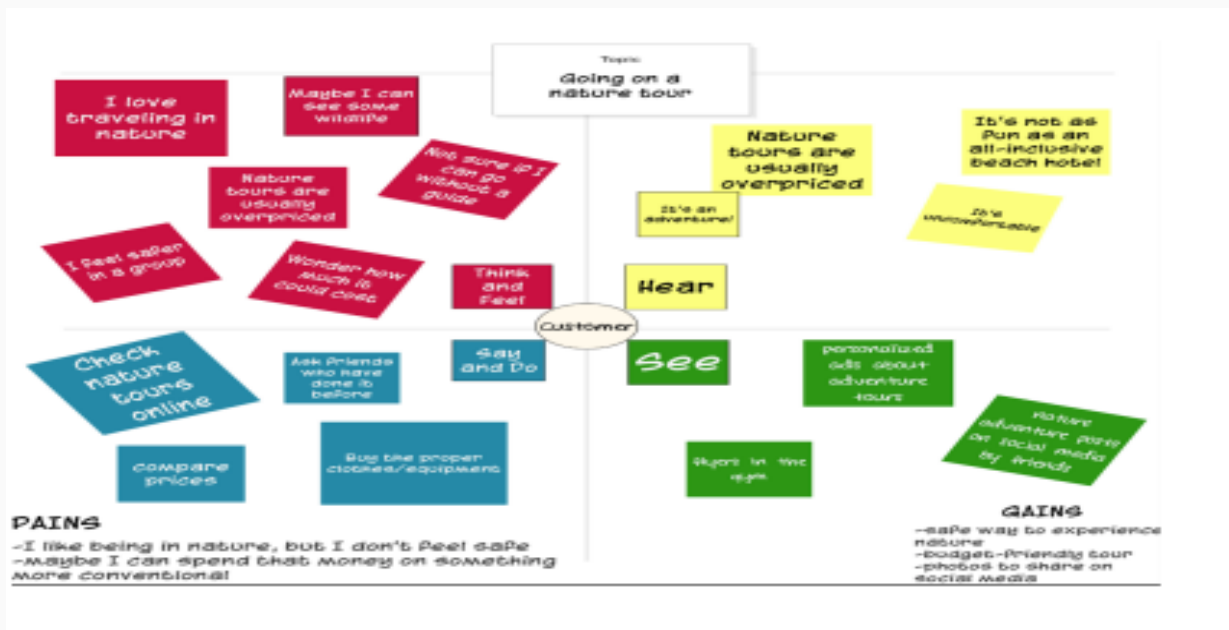 Topic
Going on a
nature tour
I love
traveling in
nature
Maybe I can
see some
wildlife
Nature
tours are
usually
overpriced
Not sure if I
can go
without a
guide
I feel safer
in a group
Wonder how
much it
could cost
Think
and
Feel
Nature
tours are
usually
overpriced
It's not as
fun as an
all-inclusive
beach hotel
It's an
adventure!
It's
uncomfortable
Hear
Customer
Check
nature
tours
online
Ask friends
who have
done it
before
Say
and Do
compare
prices
Buy the proper
clothes/equipment
See
personalized
ads about
adventure
tours
nature
adventure posts
on social media
by friends
flyers in the
gym
PAINS
-I like being in nature, but I don't feel safe
-maybe I can spend that money on something
more conventional
GAINS
-safe way to experience
nature
-budget-friendly tour
-photos to share on
social media